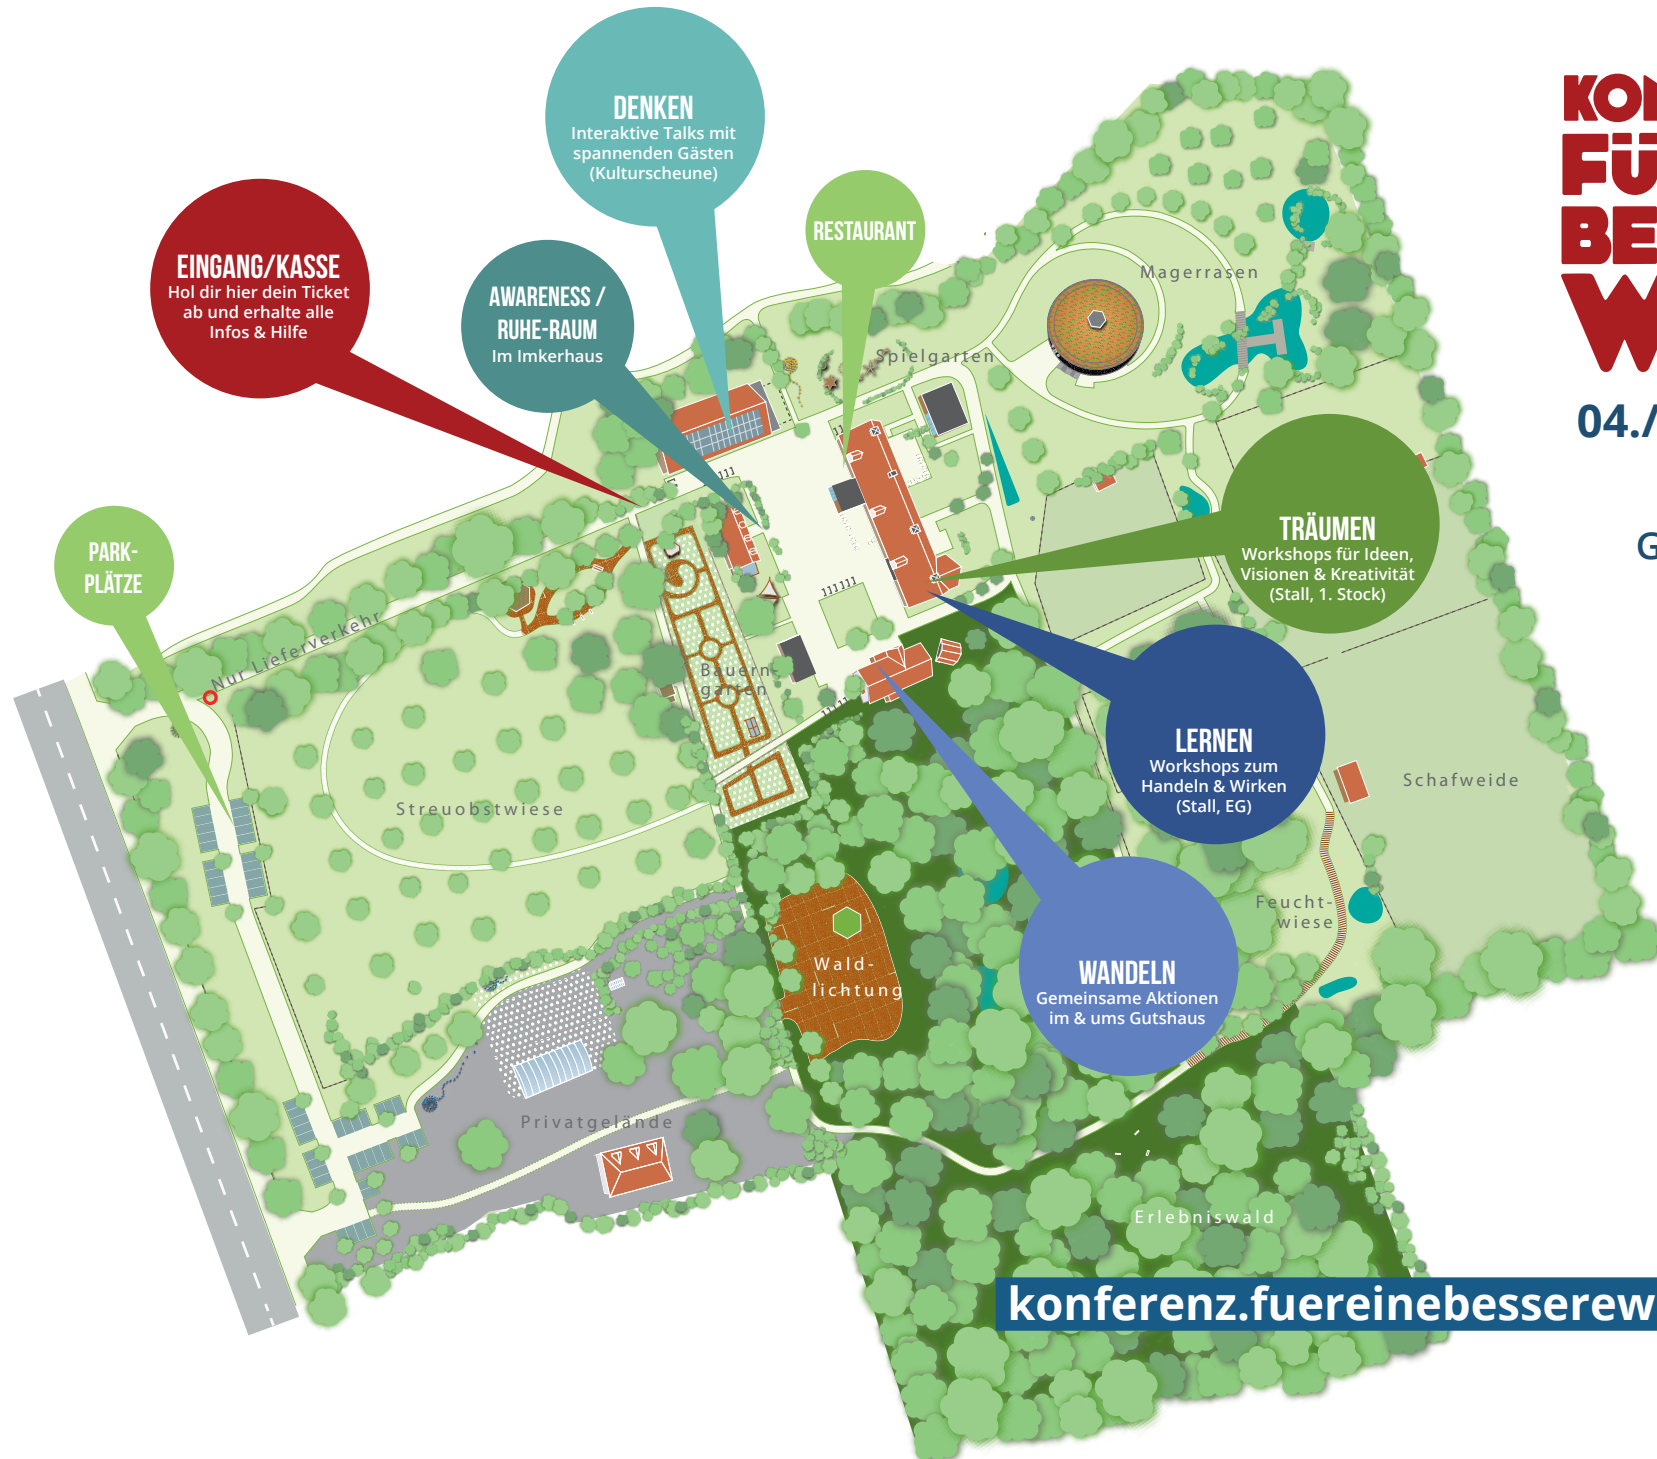 DENKEN
Interaktive Talks mit
spannenden Gästen
(Kulturscheune)
EINGANG/KASSE
Hol dir hier dein Ticket
ab und erhalte alle
Infos & Hilfe
AWARENESS /
RUHE-RAUM
Im Imkerhaus
RESTAURANT
FÜ
BE
W
04./
G
Magerrasen
Spielgarten
PARK-
PLÄTZE
TRÄUMEN
Workshops für Ideen,
Visionen & Kreativität
(Stall, 1. Stock)
Nur Lieferverkehr
Bauern-
garten
LERNEN
Workshops zum
Handeln & Wirken
(Stall, EG)
Schafweide
Streuobstwiese
Feucht-
wiese
Wald-
lichtung
WANDELN
Gemeinsame Aktionen
im & ums Gutshaus
Privatgelände
Erlebniswald
konferenz.fuereinebesserew